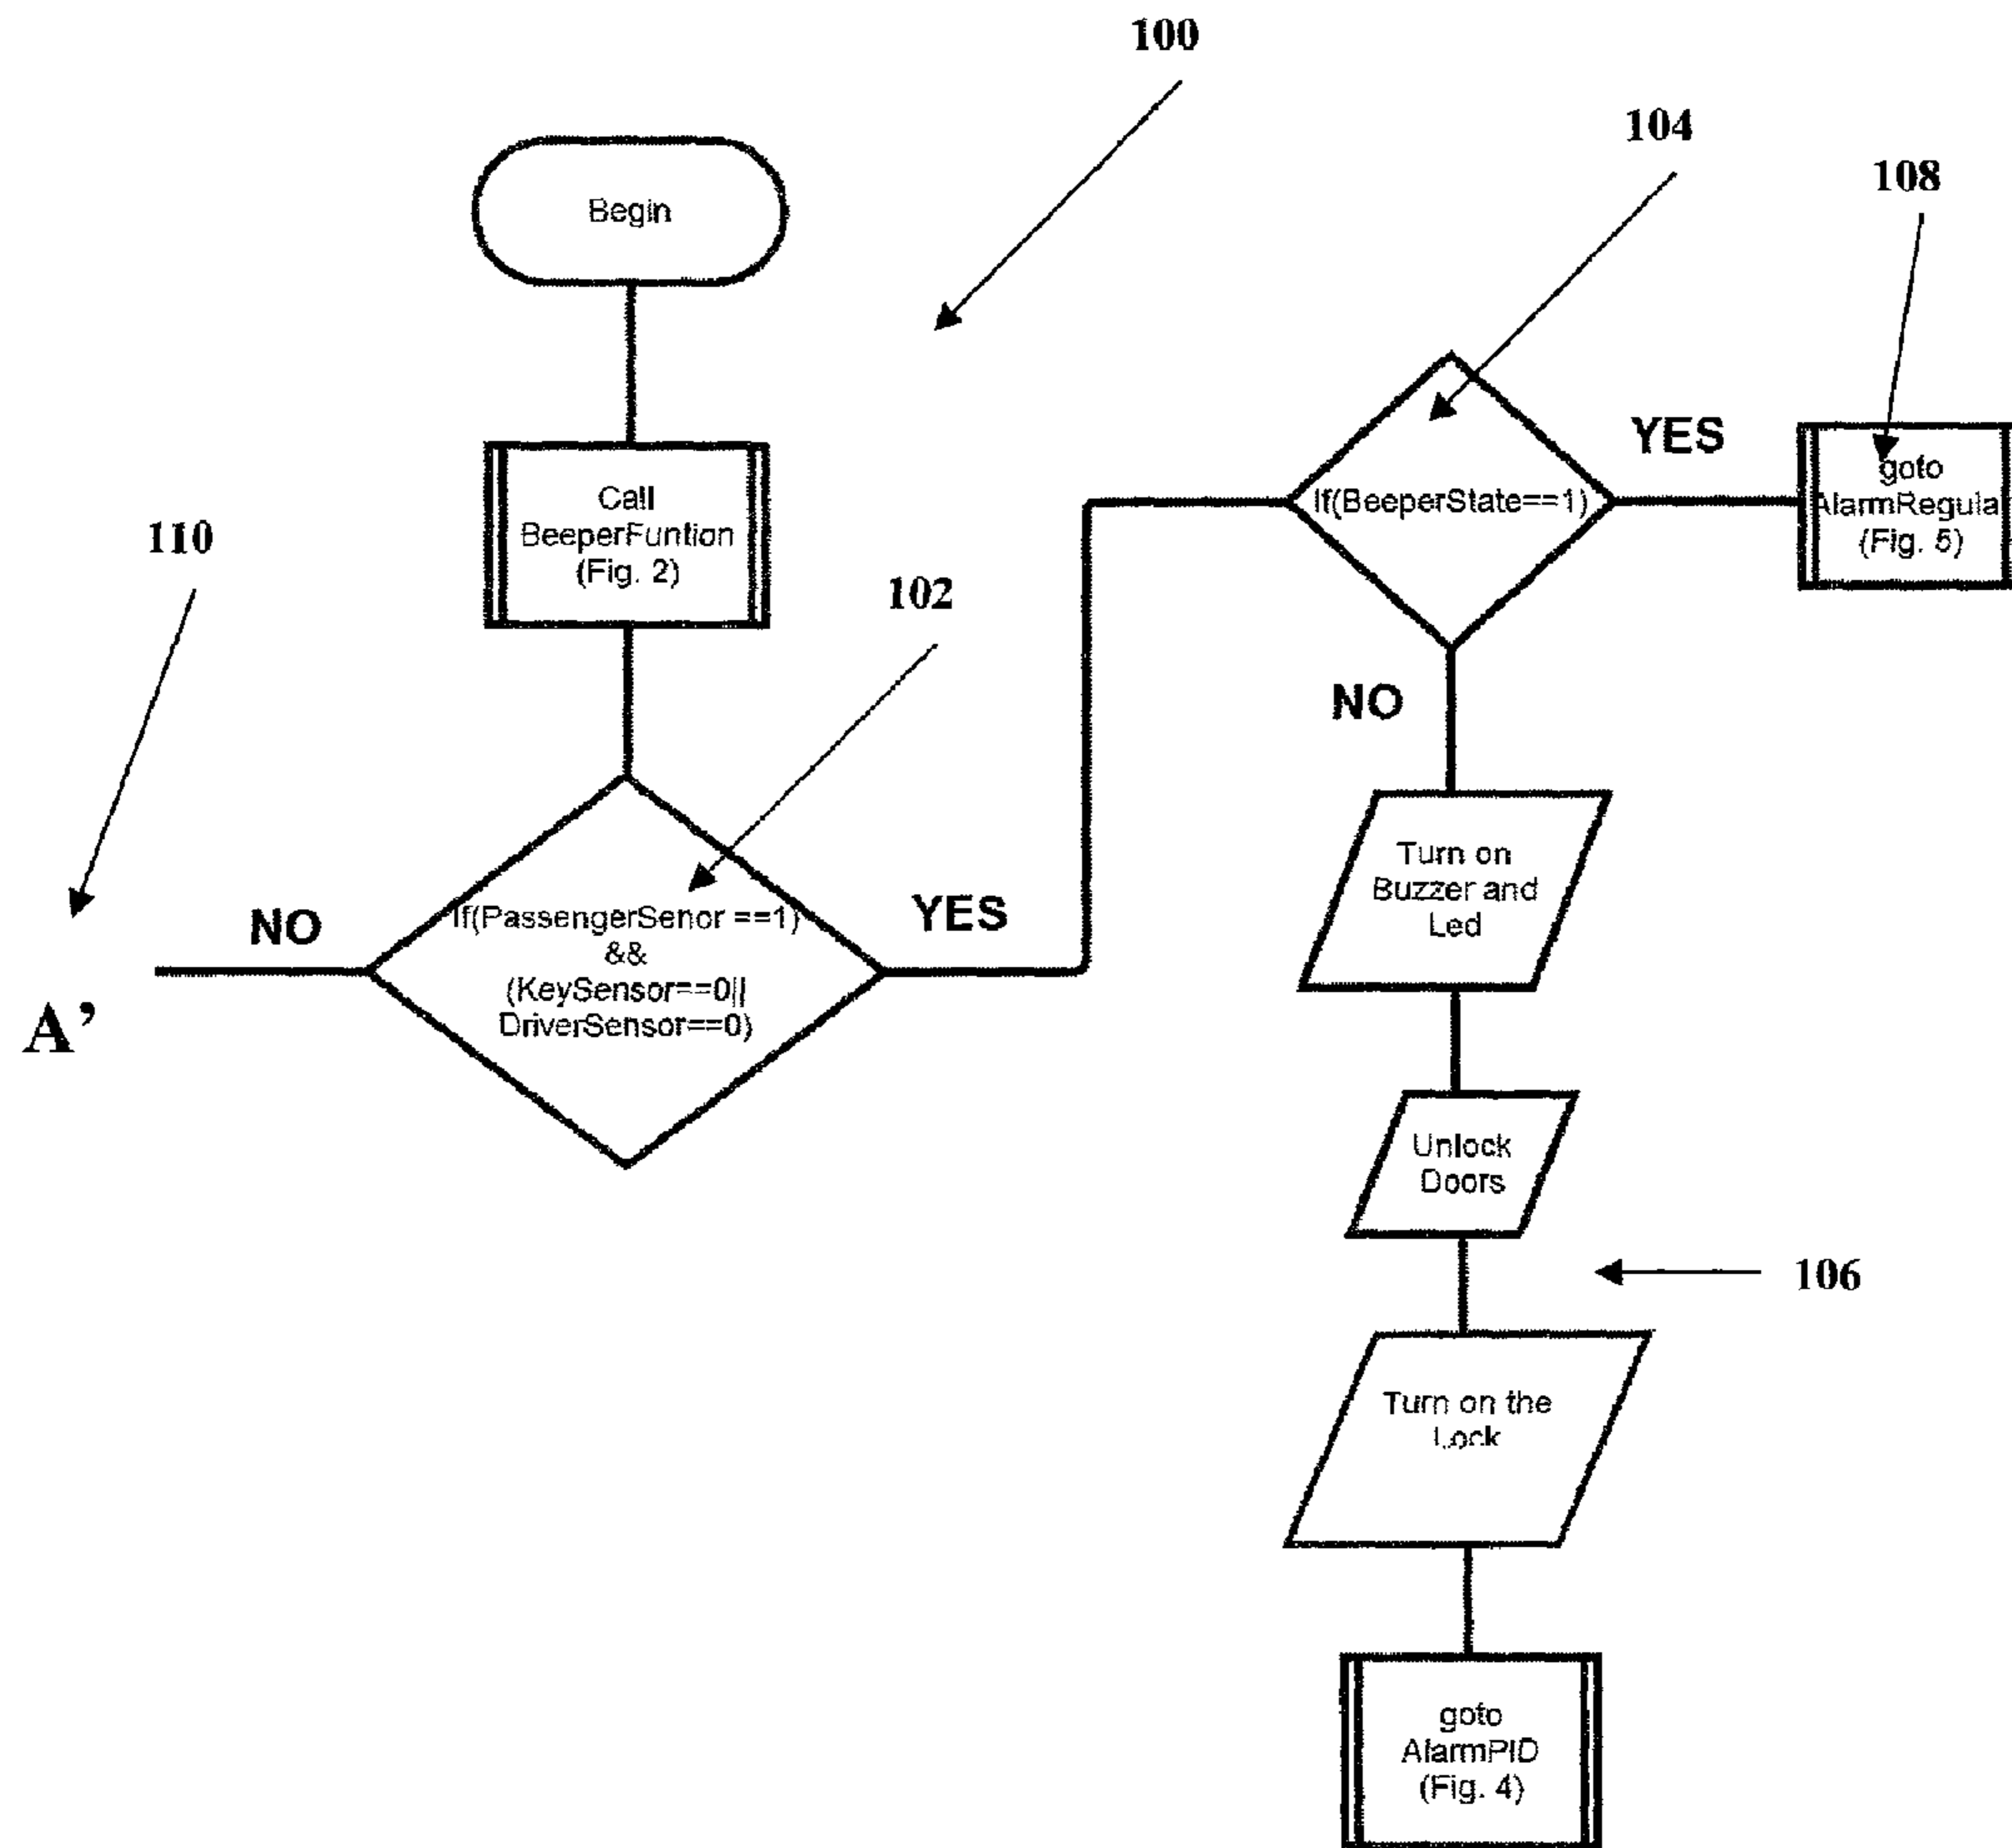 100
104
108
Begin
YES
goto
AlarmRegular
(Fig. 5)
If(BeeperState==1)
Call
BeeperFuntion
(Fig. 2)
110
102
NO
Turn on
Buzzer and
Led
NO
If(PassengerSenor ==1)
&&
(KeySensor==0||
DriverSensor==0)
YES
A’
Unlock
Doors
106
Turn on the
Lock
goto
AlarmPID
(Fig. 4)